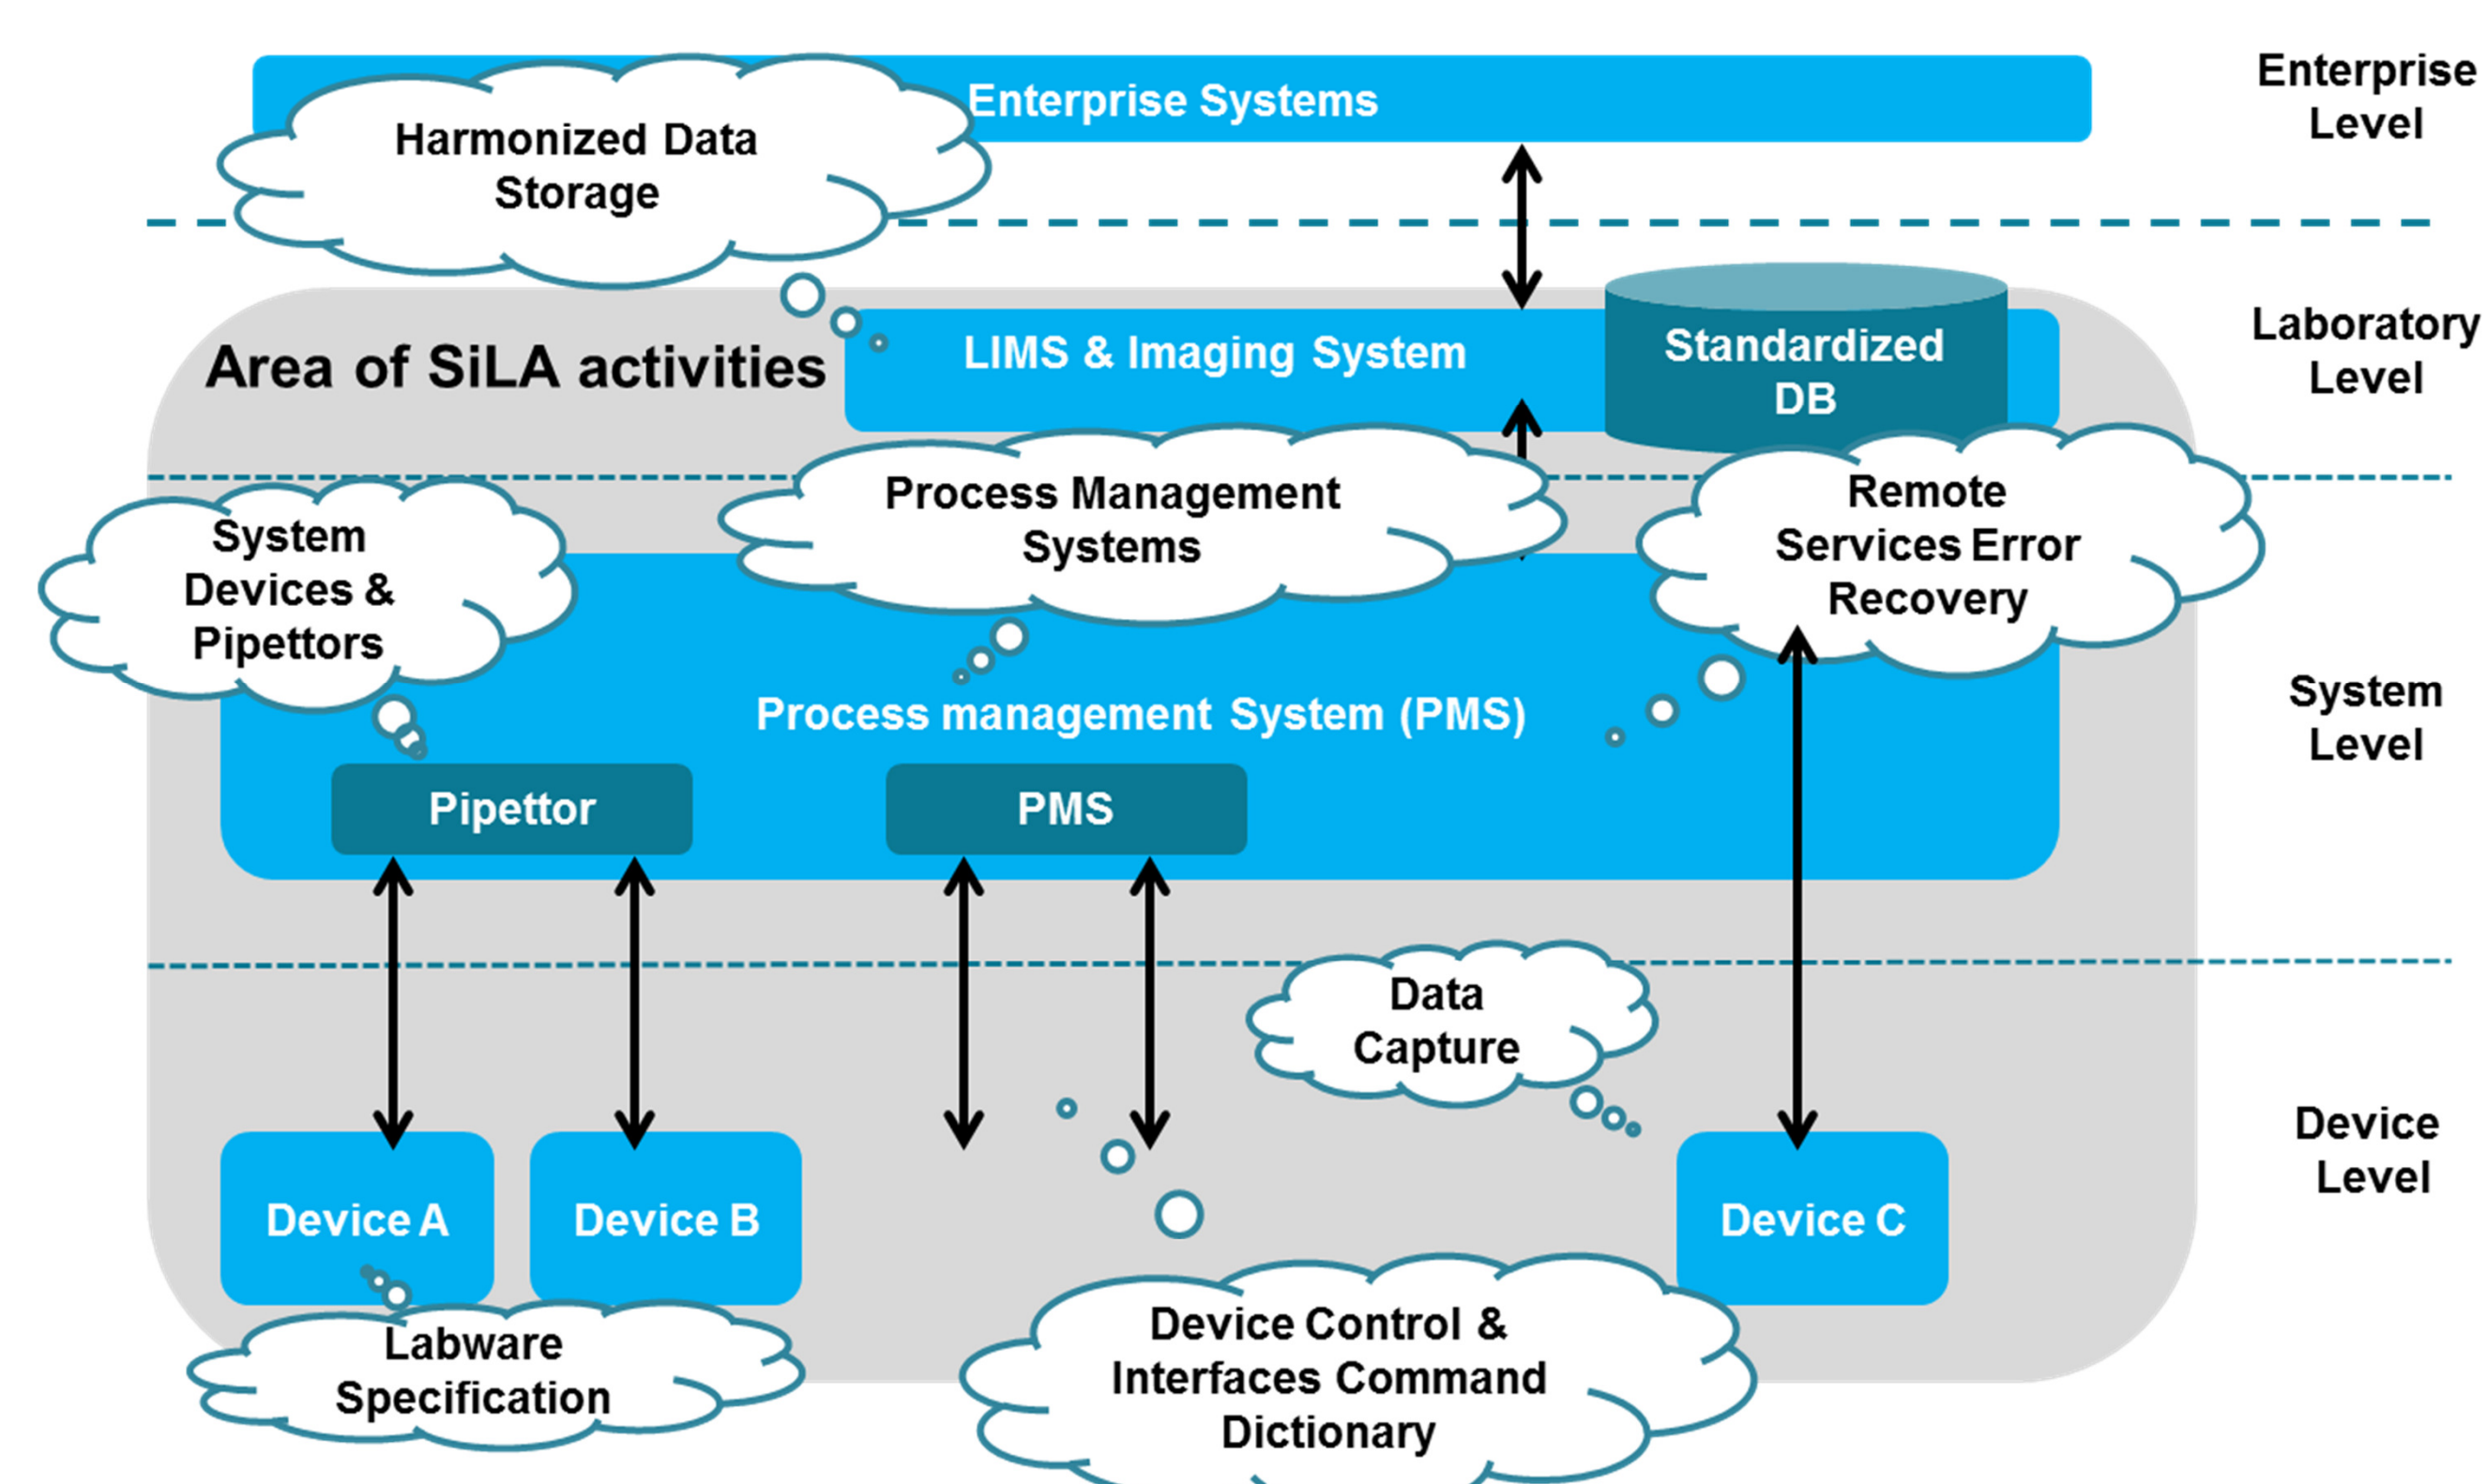 Enterprise Systems
Enterprise
Level
Harmonized Data
Storage
Area of SiLA activities
LIMS & Imaging System
Standardized
DB
Laboratory
Level
System
Devices &
Pipettors
Process Management
Systems
Remote
Services Error
Recovery
Process management System (PMS)
System
Level
Pipettor
PMS
Data
Capture
Device
Level
Device A
Device B
Device C
Labware
Specification
Device Control &
Interfaces Command
Dictionary